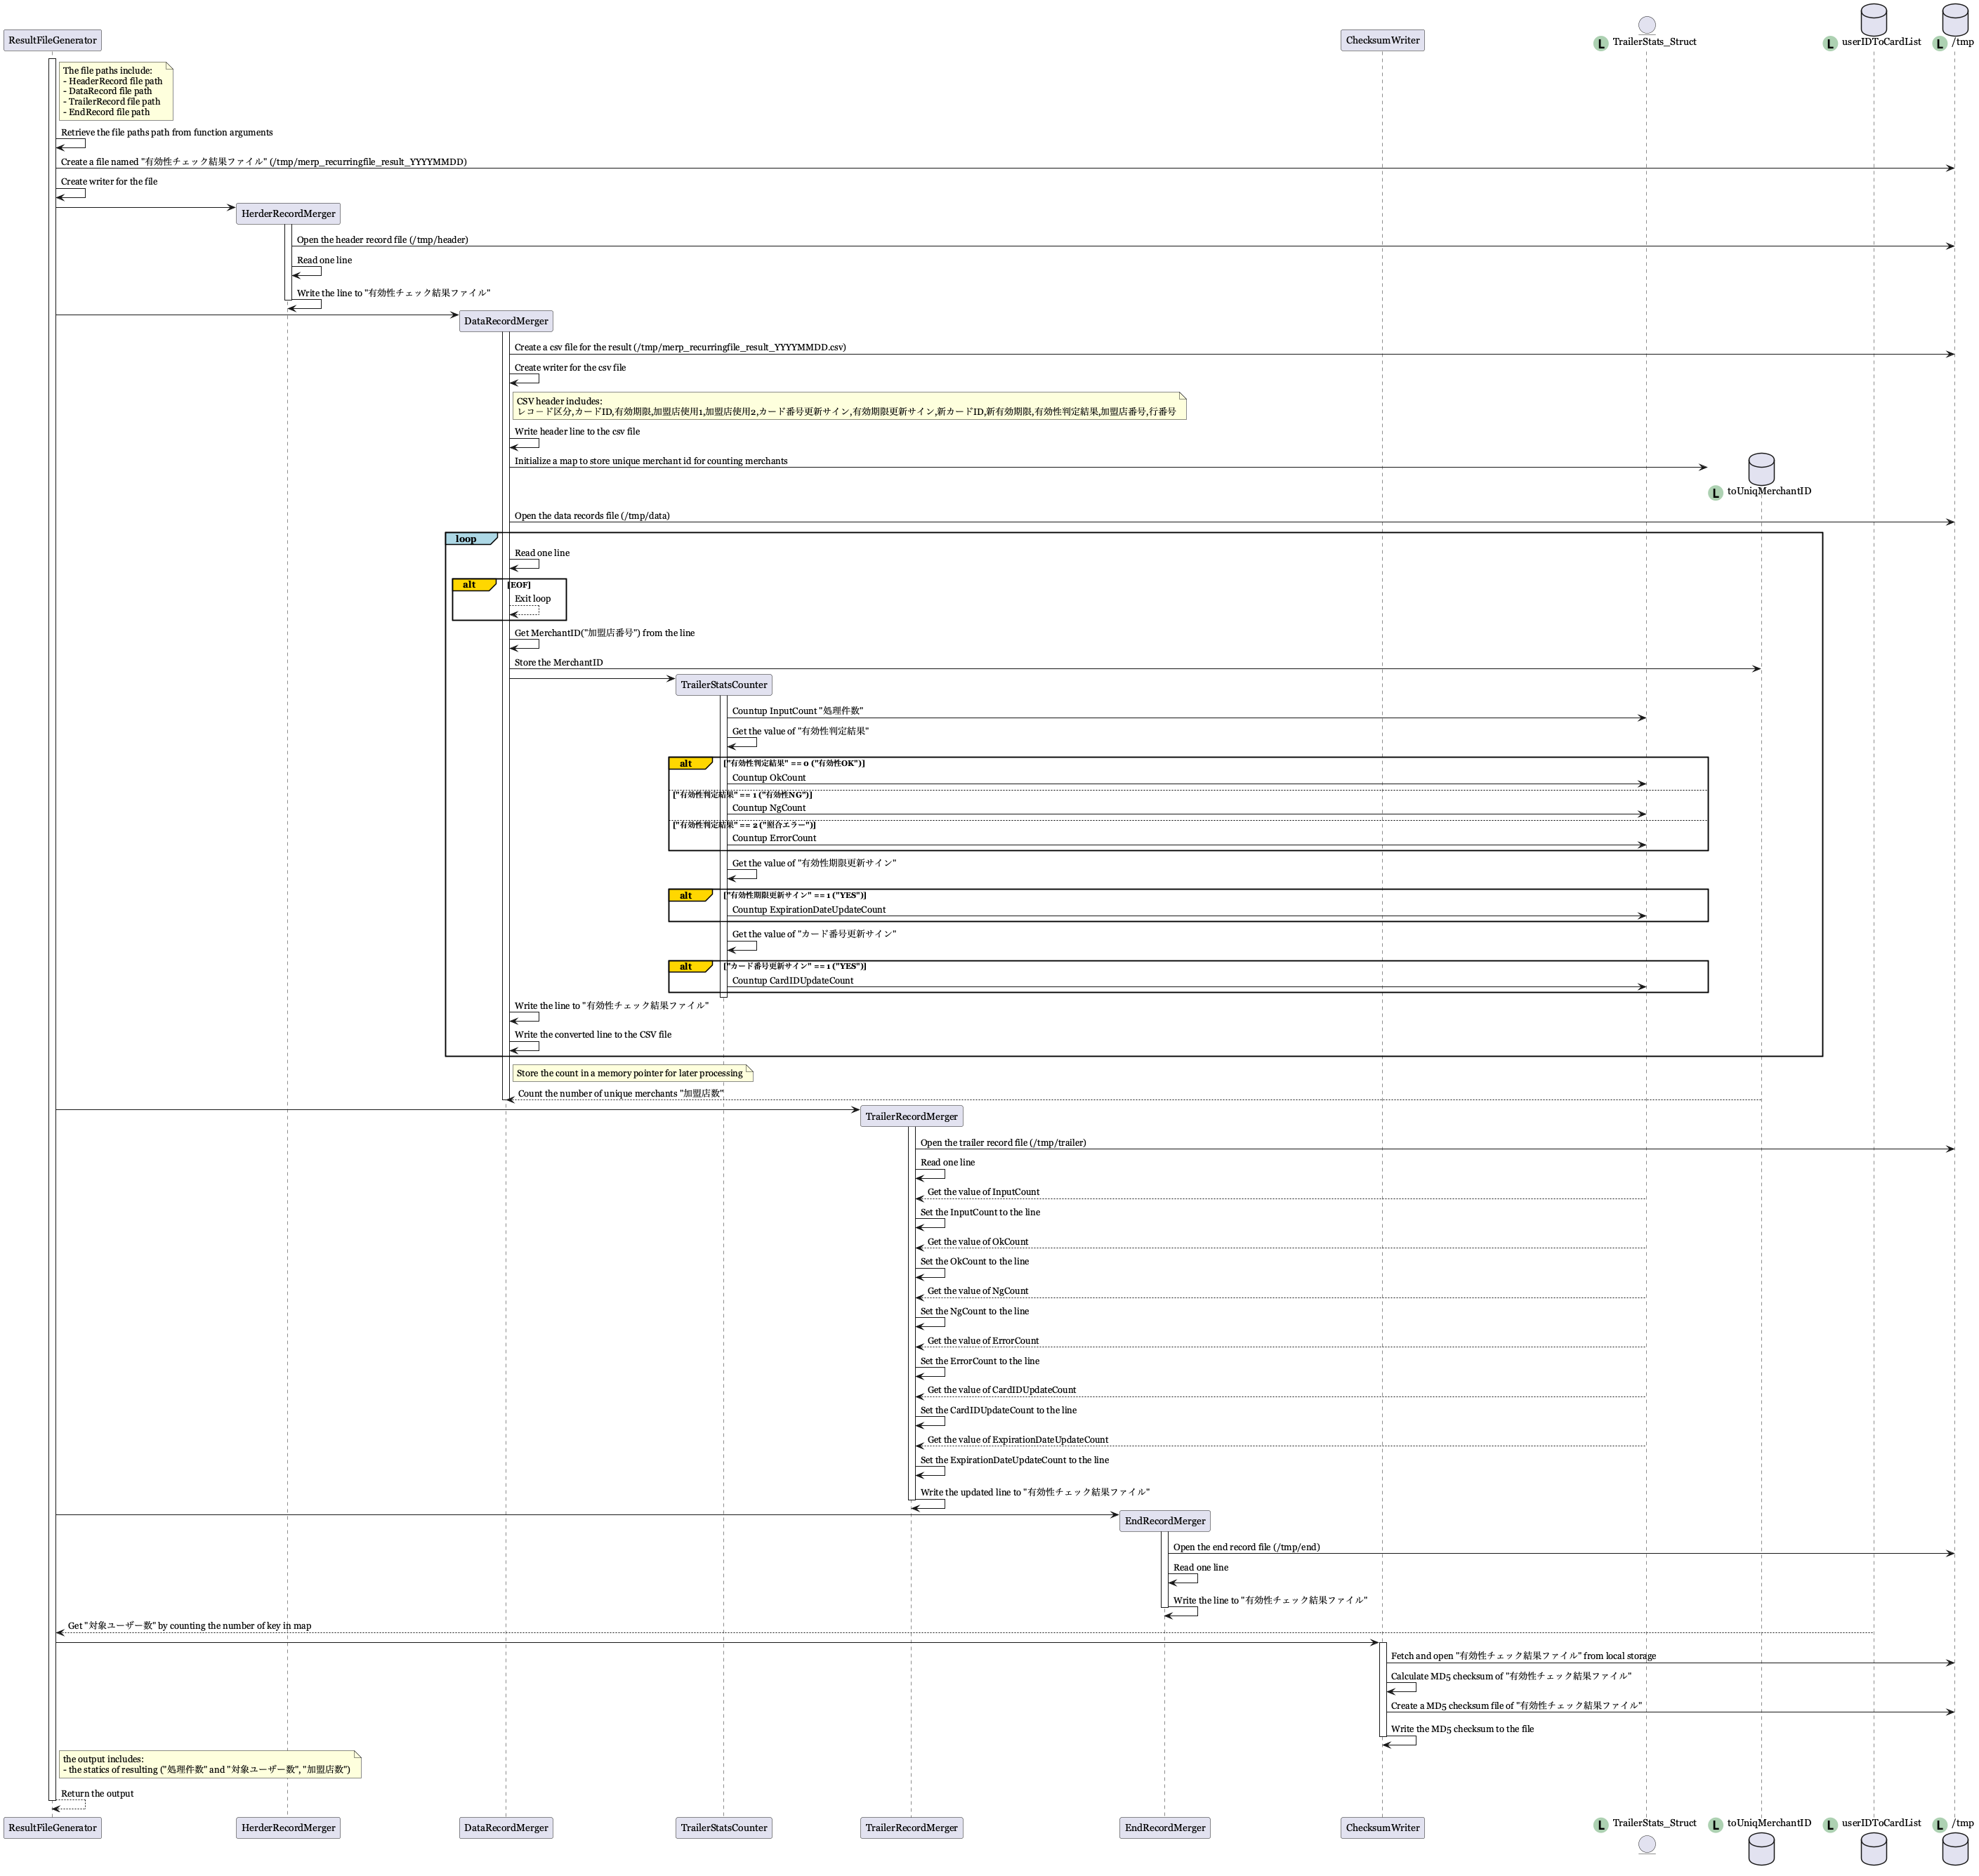 ResultFileGenerator
ChecksumWriter
L TrailerStats_Struct
L userIDToCardList
L /tmp
The file paths include:
- HeaderRecord file path
- DataRecord file path
- TrailerRecord file path
- EndRecord file path
Retrieve the file paths path from function arguments
Create a file named "有効性チェック結果ファイル" (/tmp/merp_recurringfile_result_YYYYMMDD)
Create writer for the file
HerderRecordMerger
Open the header record file (/tmp/header)
Read one line
Write the line to "有効性チェック結果ファイル"
DataRecordMerger
Create a csv file for the result (/tmp/merp_recurringfile_result_YYYYMMDD.csv)
Create writer for the csv file
CSV header includes:
レコード区分,カードID,有効期限,加盟店使用1,加盟店使用2,カード番号更新サイン,有効期限更新サイン,新カードID,新有効期限,有効性判定結果,加盟店番号,行番号
Write header line to the csv file
Initialize a map to store unique merchant id for counting merchants
L toUniqMerchantID
Open the data records file (/tmp/data)
loop
Read one line
alt [EOF]
Exit loop
Get MerchantID("加盟店番号") from the line
Store the MerchantID
TrailerStatsCounter
Countup InputCount "処理件数"
Get the value of "有効性判定結果"
alt ["有効性判定結果" == 0 ("有効性OK")]
Countup OkCount
["有効性判定結果" == 1 ("有効性NG")]
Countup NgCount
["有効性判定結果" == 2 ("照合エラー")]
Countup ErrorCount
Get the value of "有効性期限更新サイン"
alt ["有効性期限更新サイン" == 1 ("YES")]
Countup ExpirationDateUpdateCount
Get the value of "カード番号更新サイン"
alt ["カード番号更新サイン" == 1 ("YES")]
Countup CardIDUpdateCount
Write the line to "有効性チェック結果ファイル"
Write the converted line to the CSV file
Store the count in a memory pointer for later processing
Count the number of unique merchants "加盟店数"
TrailerRecordMerger
Open the trailer record file (/tmp/trailer)
Read one line
Get the value of InputCount
Set the InputCount to the line
Get the value of OkCount
Set the OkCount to the line
Get the value of NgCount
Set the NgCount to the line
Get the value of ErrorCount
Set the ErrorCount to the line
Get the value of CardIDUpdateCount
Set the CardIDUpdateCount to the line
Get the value of ExpirationDateUpdateCount
Set the ExpirationDateUpdateCount to the line
Write the updated line to "有効性チェック結果ファイル"
EndRecordMerger
Open the end record file (/tmp/end)
Read one line
Write the line to "有効性チェック結果ファイル"
Get "対象ユーザー数" by counting the number of key in map
Fetch and open "有効性チェック結果ファイル" from local storage
Calculate MD5 checksum of "有効性チェック結果ファイル"
Create a MD5 checksum file of "有効性チェック結果ファイル"
Write the MD5 checksum to the file
the output includes:
- the statics of resulting ("処理件数" and "対象ユーザー数", "加盟店数")
Return the output
ResultFileGenerator
HerderRecordMerger
DataRecordMerger
TrailerStatsCounter
TrailerRecordMerger
EndRecordMerger
ChecksumWriter
L TrailerStats_Struct
L toUniqMerchantID
L userIDToCardList
L /tmp